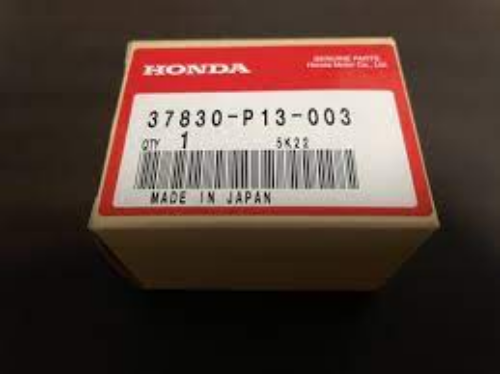 HONDA
GENUINE PARTS
Honda Motor Co., Ltd.
37830-P13-003
QTY 1 5K22
MADE IN JAPAN